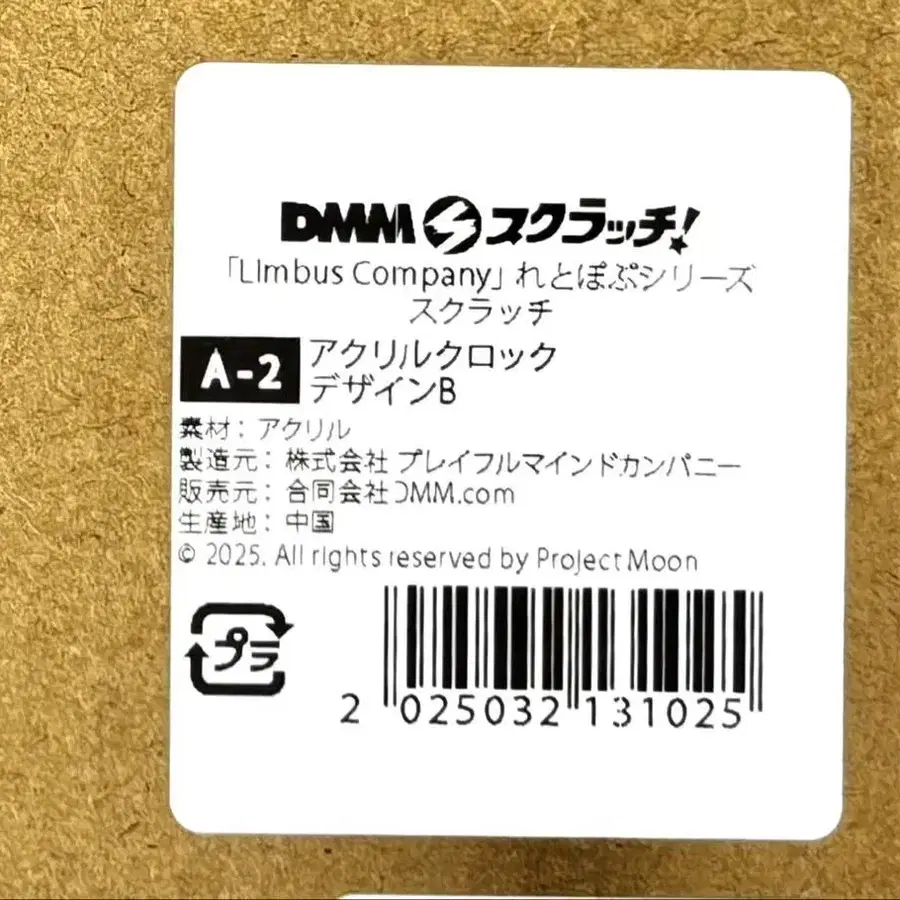 DMM スクラッチ!
「Limbus Company」れとぽぷシリーズ
スクラッチ
A-2 アクリルクロック
デザインB
素材：アクリル
製造元：株式会社 プレイフルマインドカンパニー
販売元：合同会社DMM.com
生産地：中国
© 2025. All rights reserved by Project Moon
プラ
2 025032 131025